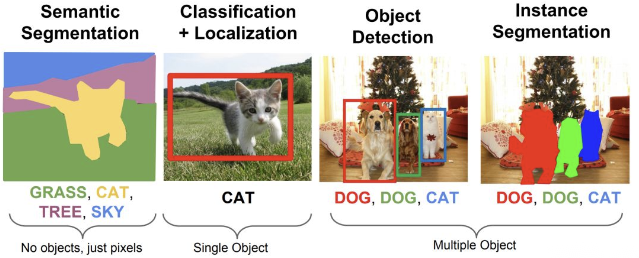 Semantic
Segmentation
Classification
+ Localization
Object
Detection
Instance
Segmentation
GRASS, CAT,
TREE, SKY
CAT
DOG, DOG, CAT
DOG, DOG, CAT
No objects, just pixels
Single Object
Multiple Object